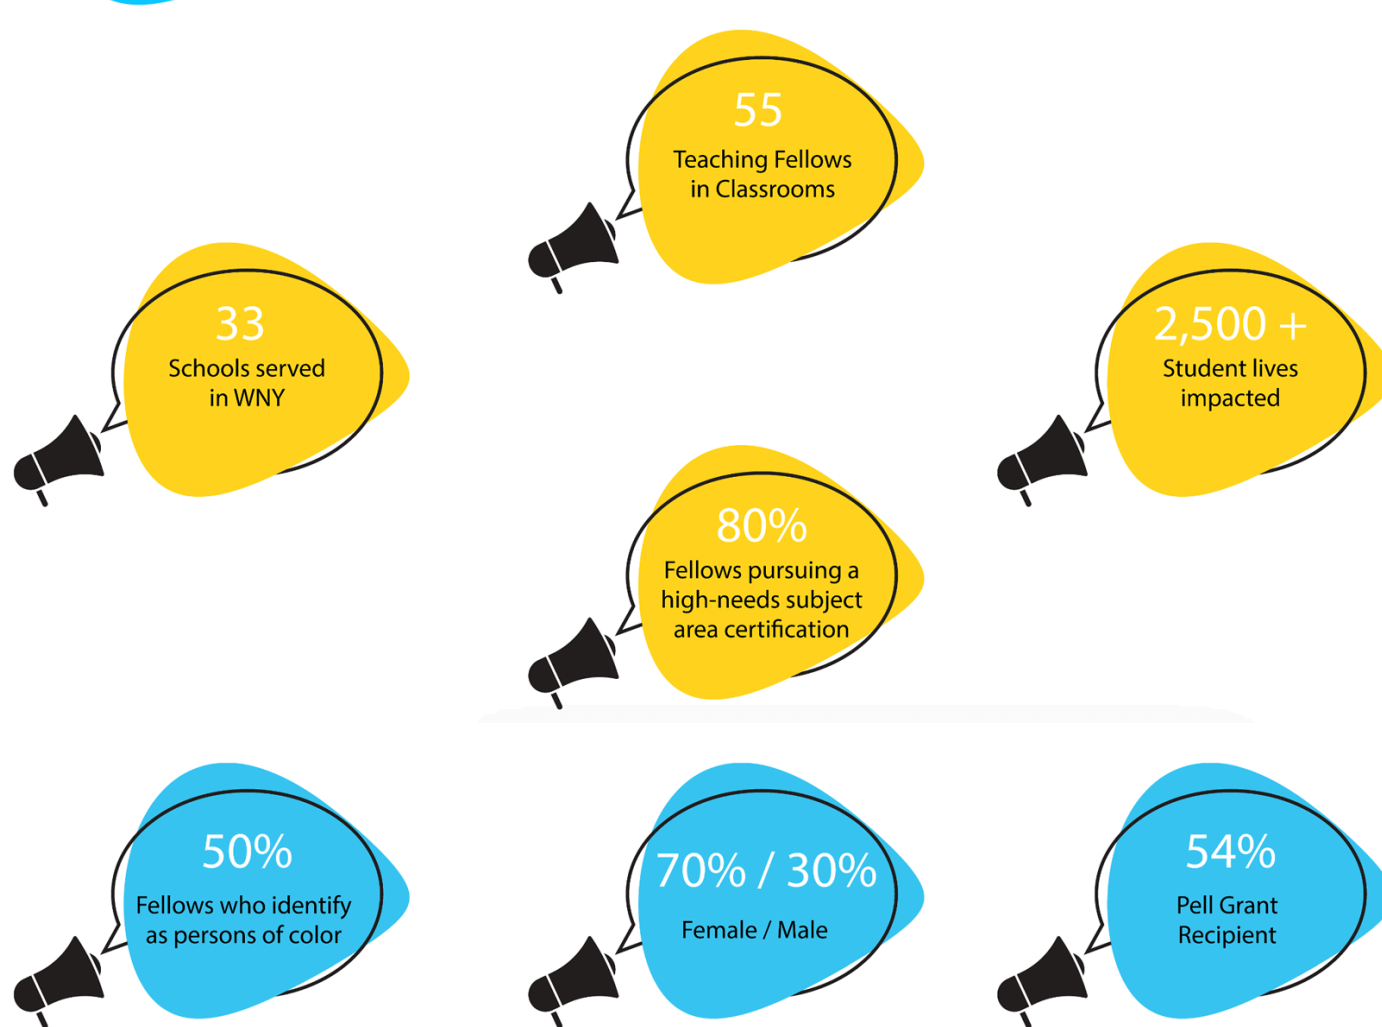 55
Teaching Fellows
in Classrooms
33
Schools served
in WNY
2,500 +
Student lives
impacted
80%
Fellows pursuing a
high-needs subject
area certification
50%
Fellows who identify
as persons of color
70% / 30%
Female / Male
54%
Pell Grant
Recipient